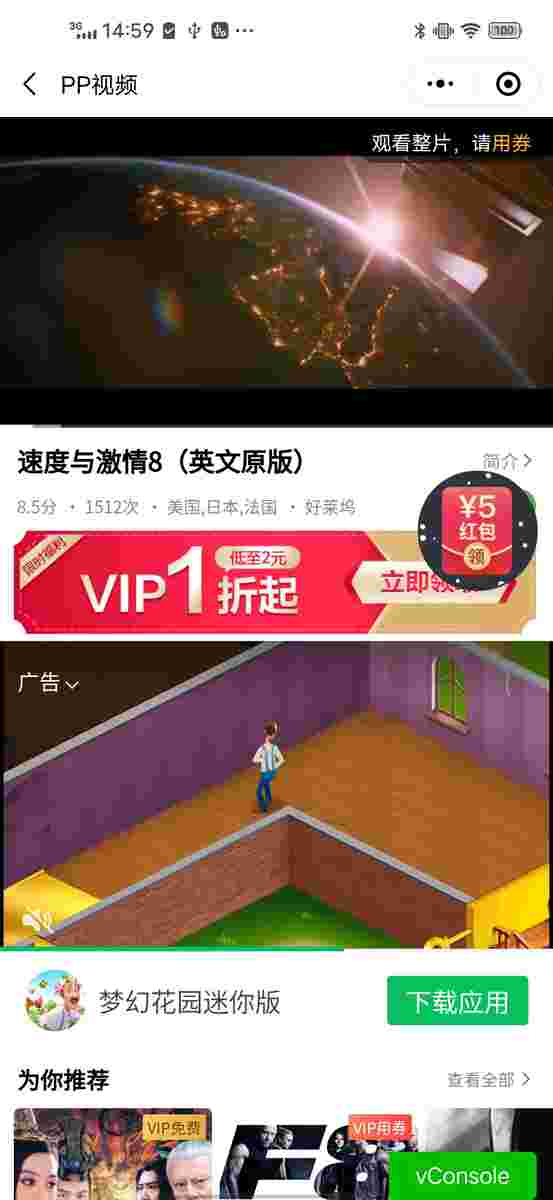 3G 14:59 100
PP视频
观看整片，请用券
速度与激情8（英文原版）
简介
8.5分 · 1512次 · 美国,日本,法国 · 好莱坞
¥5
红包
领
限时福利
VIP1折起
低至2元
立即领
广告
梦幻花园迷你版
下载应用
为你推荐
查看全部
VIP免费
VIP用券
F8
vConsole